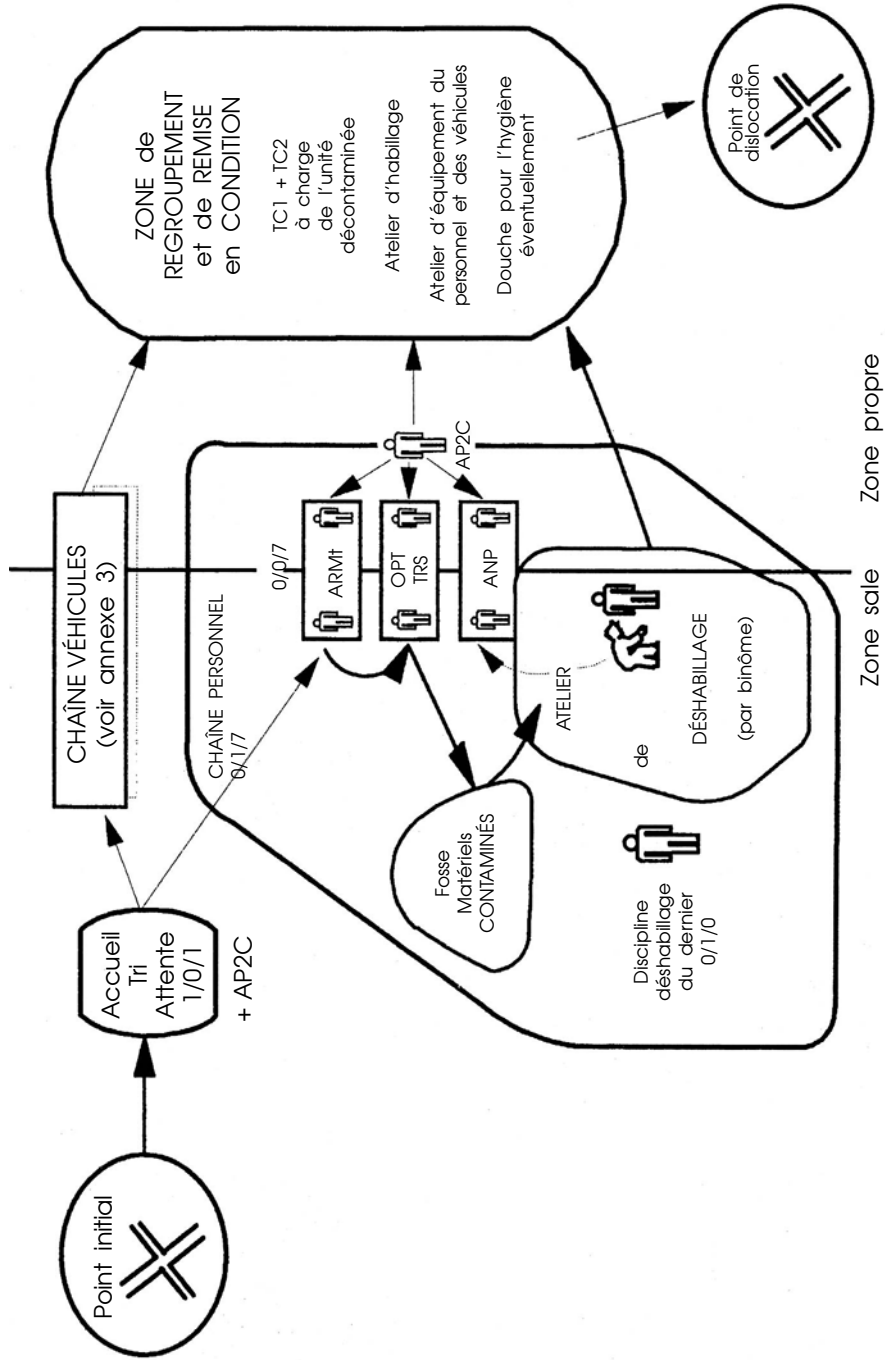 Point initial
Accueil
Tri
Attente
1/0/1
+ AP2C
CHAÎNE VÉHICULES
(voir annexe 3)
CHAÎNE PERSONNEL
0/1/7
0/0/7
ARMt
OPT
TRS
ANP
AP2C
Fosse
Matériels
CONTAMINÉS
ATELIER
de
DÉSHABILLAGE
(par binôme)
Discipline
déshabillage
du dernier
0/1/0
Zone sale
Zone propre
ZONE de
REGROUPEMENT
et de REMISE
en CONDITION
TC1 + TC2
à charge
de l'unité
décontaminée
Atelier d'habillage
Atelier d'équipement du
personnel et des véhicules
Douche pour l'hygiène
éventuellement
Point de
dislocation